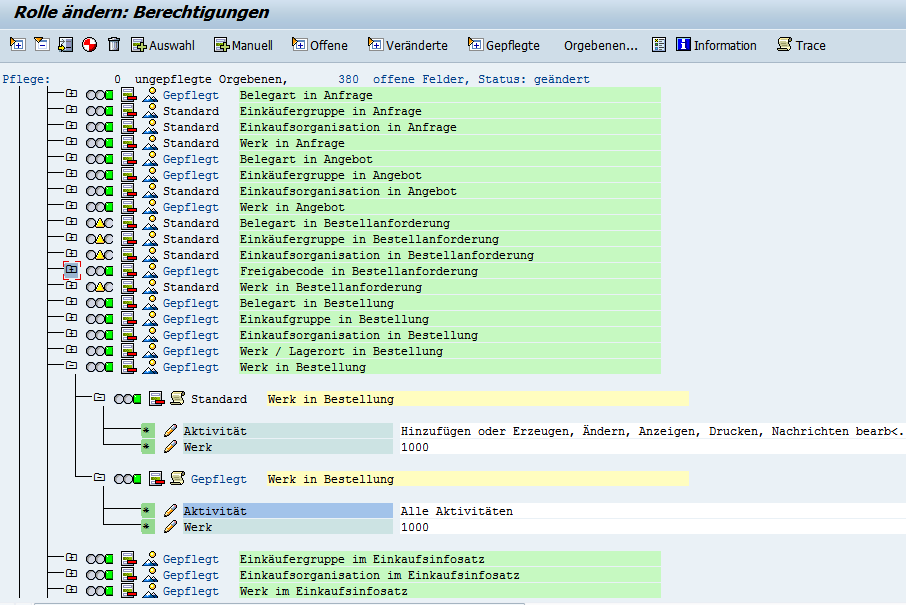 Rolle ändern: Berechtigungen
Auswahl Manuell Offene Veränderte Gepflegte Orgebenen... Information Trace
Pflege: 0 ungepflegte Orgebenen, 380 offene Felder, Status: geändert
Gepflegt Belegart in Anfrage
Standard Einkäufergruppe in Anfrage
Standard Einkaufsorganisation in Anfrage
Standard Werk in Anfrage
Gepflegt Belegart in Angebot
Gepflegt Einkäufergruppe in Angebot
Standard Einkaufsorganisation in Angebot
Gepflegt Werk in Angebot
Standard Belegart in Bestellanforderung
Standard Einkäufergruppe in Bestellanforderung
Standard Einkaufsorganisation in Bestellanforderung
Gepflegt Freigabecode in Bestellanforderung
Standard Werk in Bestellanforderung
Gepflegt Belegart in Bestellung
Gepflegt Einkaufgruppe in Bestellung
Gepflegt Einkaufsorganisation in Bestellung
Gepflegt Werk / Lagerort in Bestellung
Gepflegt Werk in Bestellung
Standard Werk in Bestellung
* Aktivität Hinzufügen oder Erzeugen, Ändern, Anzeigen, Drucken, Nachrichten bearb<.
* Werk 1000
Gepflegt Werk in Bestellung
* Aktivität Alle Aktivitäten
* Werk 1000
Gepflegt Einkäufergruppe im Einkaufsinfosatz
Gepflegt Einkaufsorganisation im Einkaufsinfosatz
Gepflegt Werk im Einkaufsinfosatz